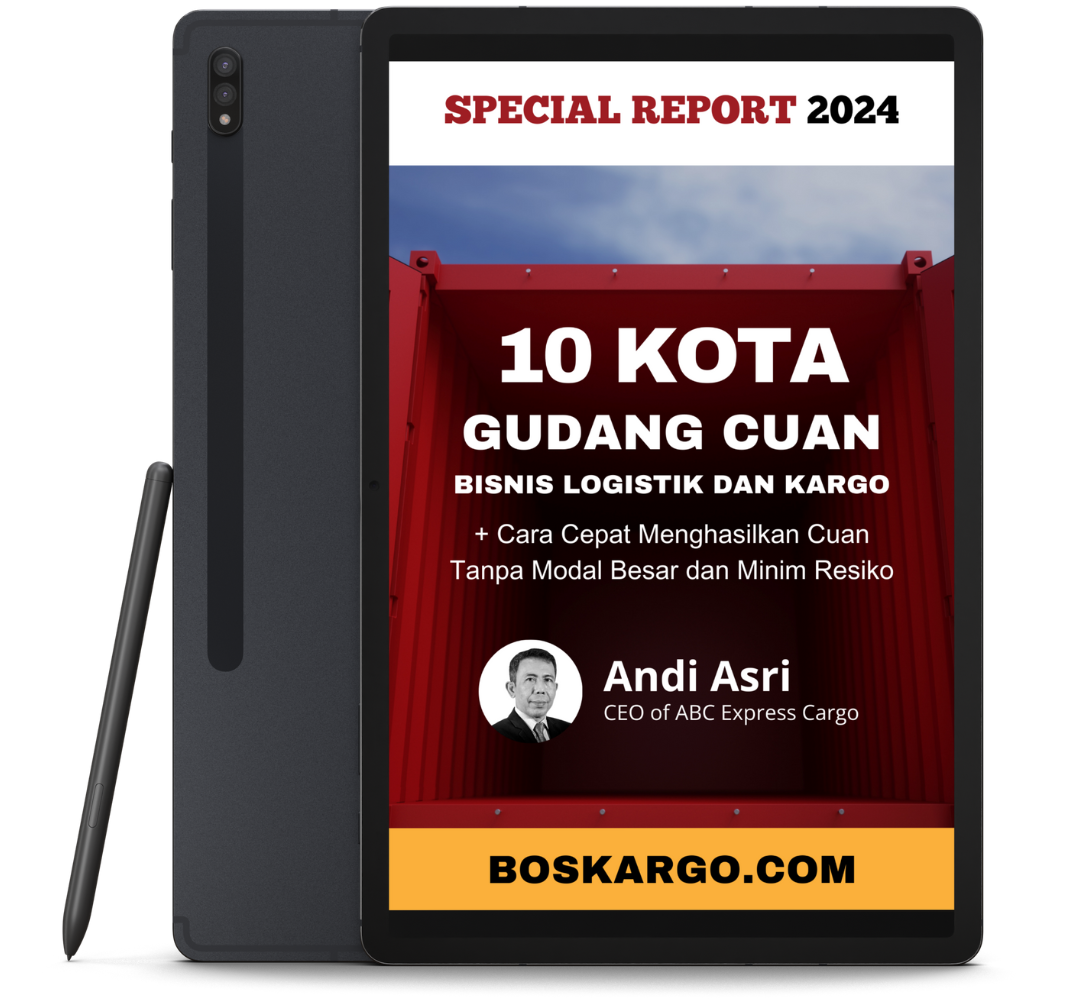 SPECIAL REPORT 2024
10 KOTA
GUDANG CUAN
BISNIS LOGISTIK DAN KARGO
+ Cara Cepat Menghasilkan Cuan
Tanpa Modal Besar dan Minim Resiko
Andi Asri
CEO of ABC Express Cargo
BOSKARGO.COM